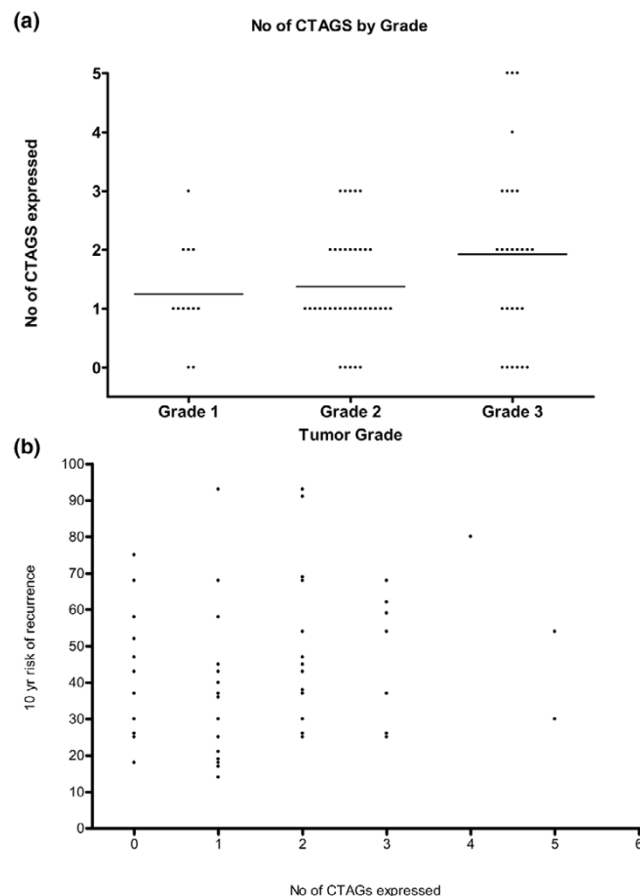 (a)
No of CTAGS by Grade
No of CTAGS expressed
5
4
3
2
1
0
Grade 1 Grade 2 Grade 3
Tumor Grade
(b)
10 yr risk of recurrence
100
90
80
70
60
50
40
30
20
10
0
0 1 2 3 4 5 6
No of CTAGs expressed